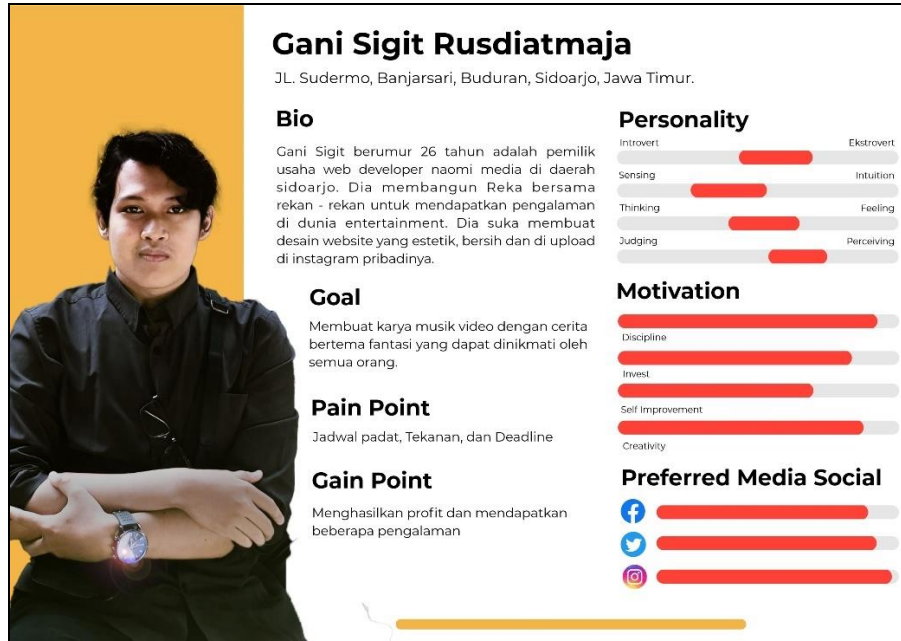 Gani Sigit Rusdiatmaja
JL. Sudermo, Banjarsari, Buduran, Sidoarjo, Jawa Timur.
Bio
Gani Sigit berumur 26 tahun adalah pemilik
usaha web developer naomi media di daerah
sidoarjo. Dia membangun Reka bersama
rekan - rekan untuk mendapatkan pengalaman
di dunia entertainment. Dia suka membuat
desain website yang estetik, bersih dan di upload
di instagram pribadinya.
Goal
Membuat karya musik video dengan cerita
bertema fantasi yang dapat dinikmati oleh
semua orang.
Pain Point
Jadwal padat, Tekanan, dan Deadline
Gain Point
Menghasilkan profit dan mendapatkan
beberapa pengalaman
Personality
Introvert Ekstrovert
Sensing Intuition
Thinking Feeling
Judging Perceiving
Motivation
Discipline
Invest
Self Improvement
Creativity
Preferred Media Social